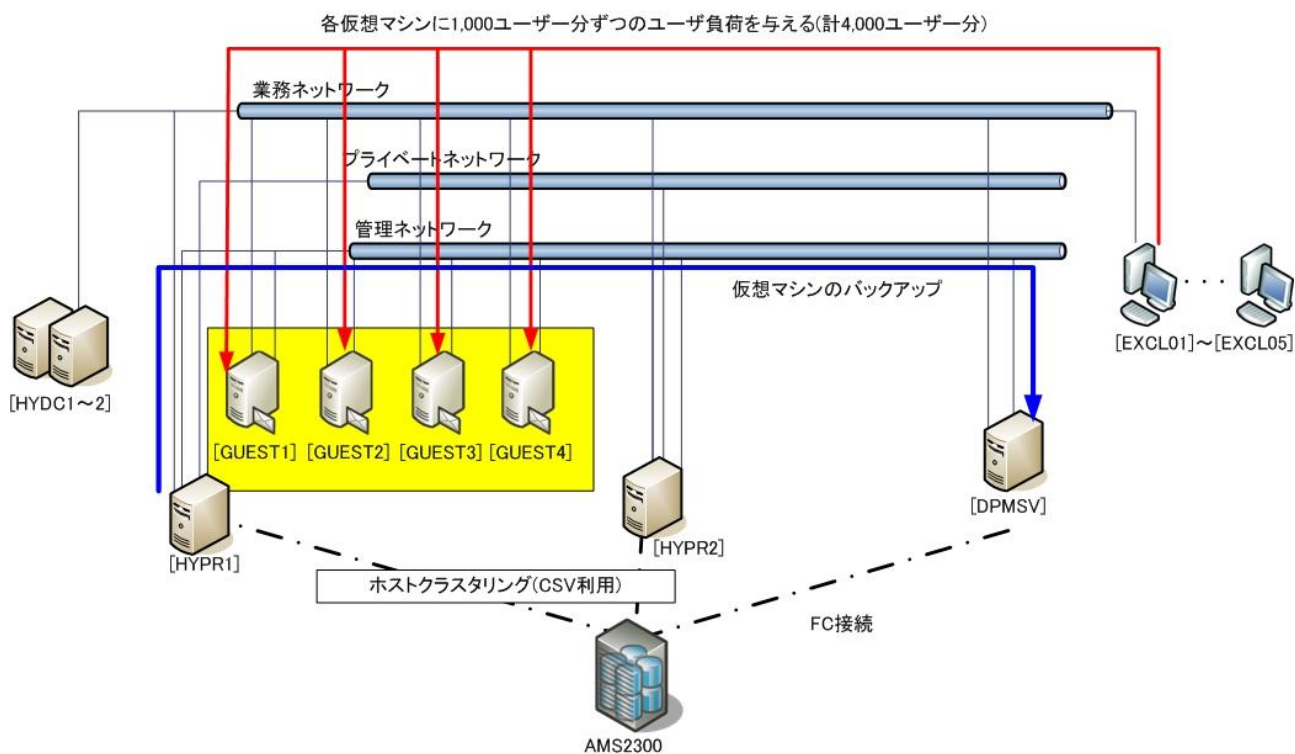 各仮想マシンに1,000ユーザー分ずつのユーザ負荷を与える(計4,000ユーザー分)
業務ネットワーク
プライベートネットワーク
管理ネットワーク
仮想マシンのバックアップ
[EXCL01]~[EXCL05]
[HYDC1~2]
[GUEST1]
[GUEST2]
[GUEST3]
[GUEST4]
[DPMSV]
[HYPR1]
[HYPR2]
ホストクラスタリング(CSV利用)
FC接続
AMS2300